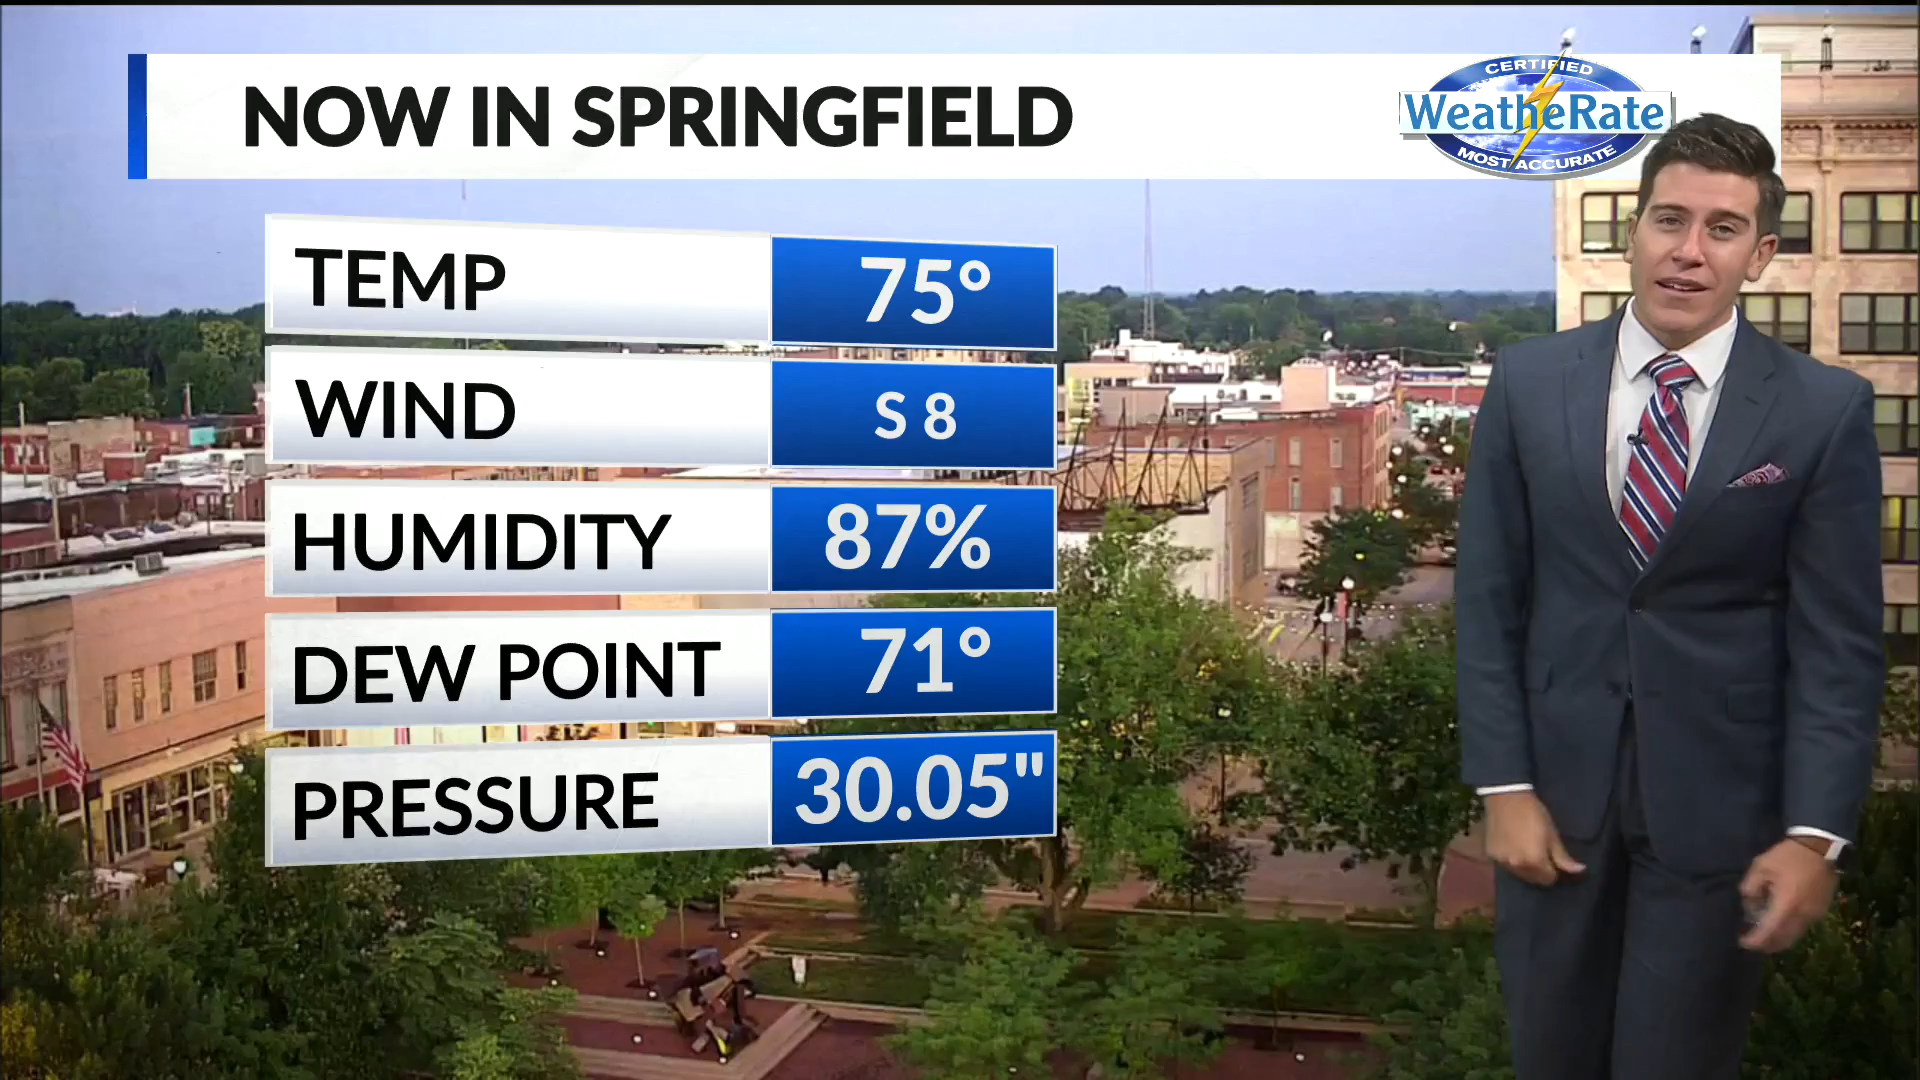 NOW IN SPRINGFIELD
CERTIFIED
WeatheRate
MOST ACCURATE
TEMP 75°
WIND S 8
HUMIDITY 87%
DEW POINT 71°
PRESSURE 30.05"